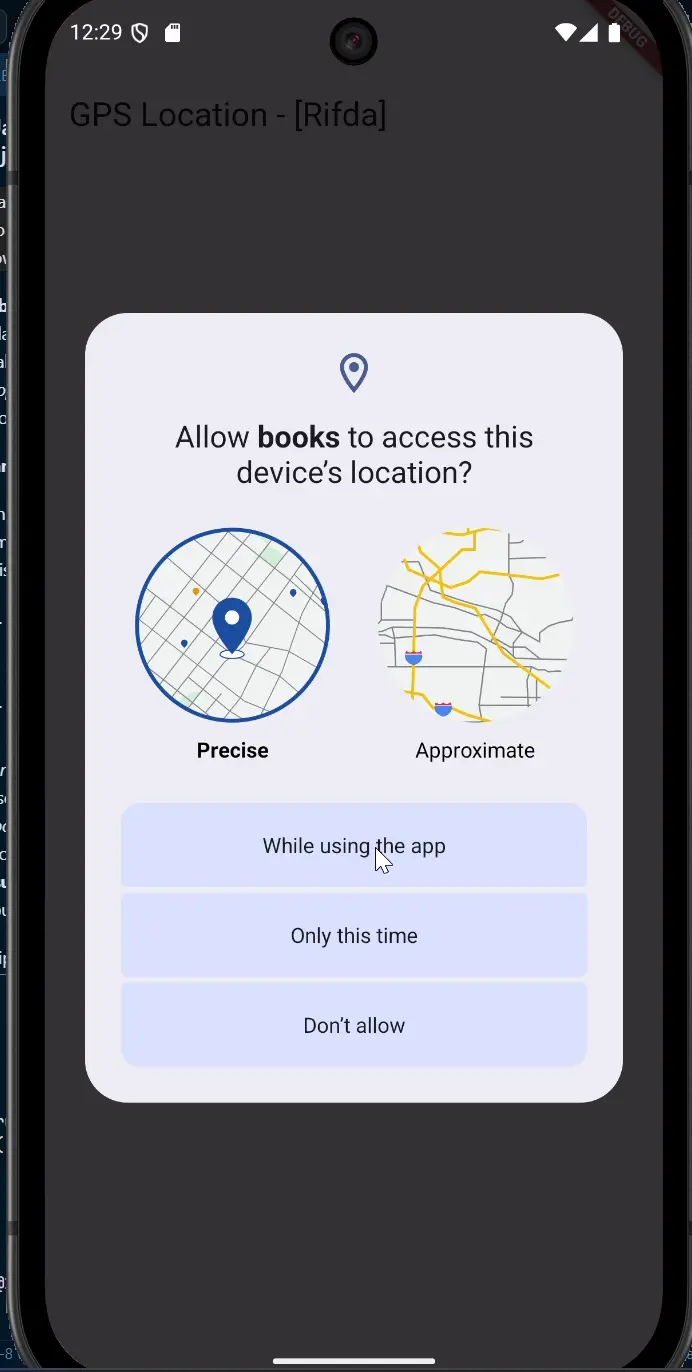 12:29
DEBUG
GPS Location - [Rifda]
Allow books to access this
device's location?
Precise
Approximate
While using the app
Only this time
Don't allow